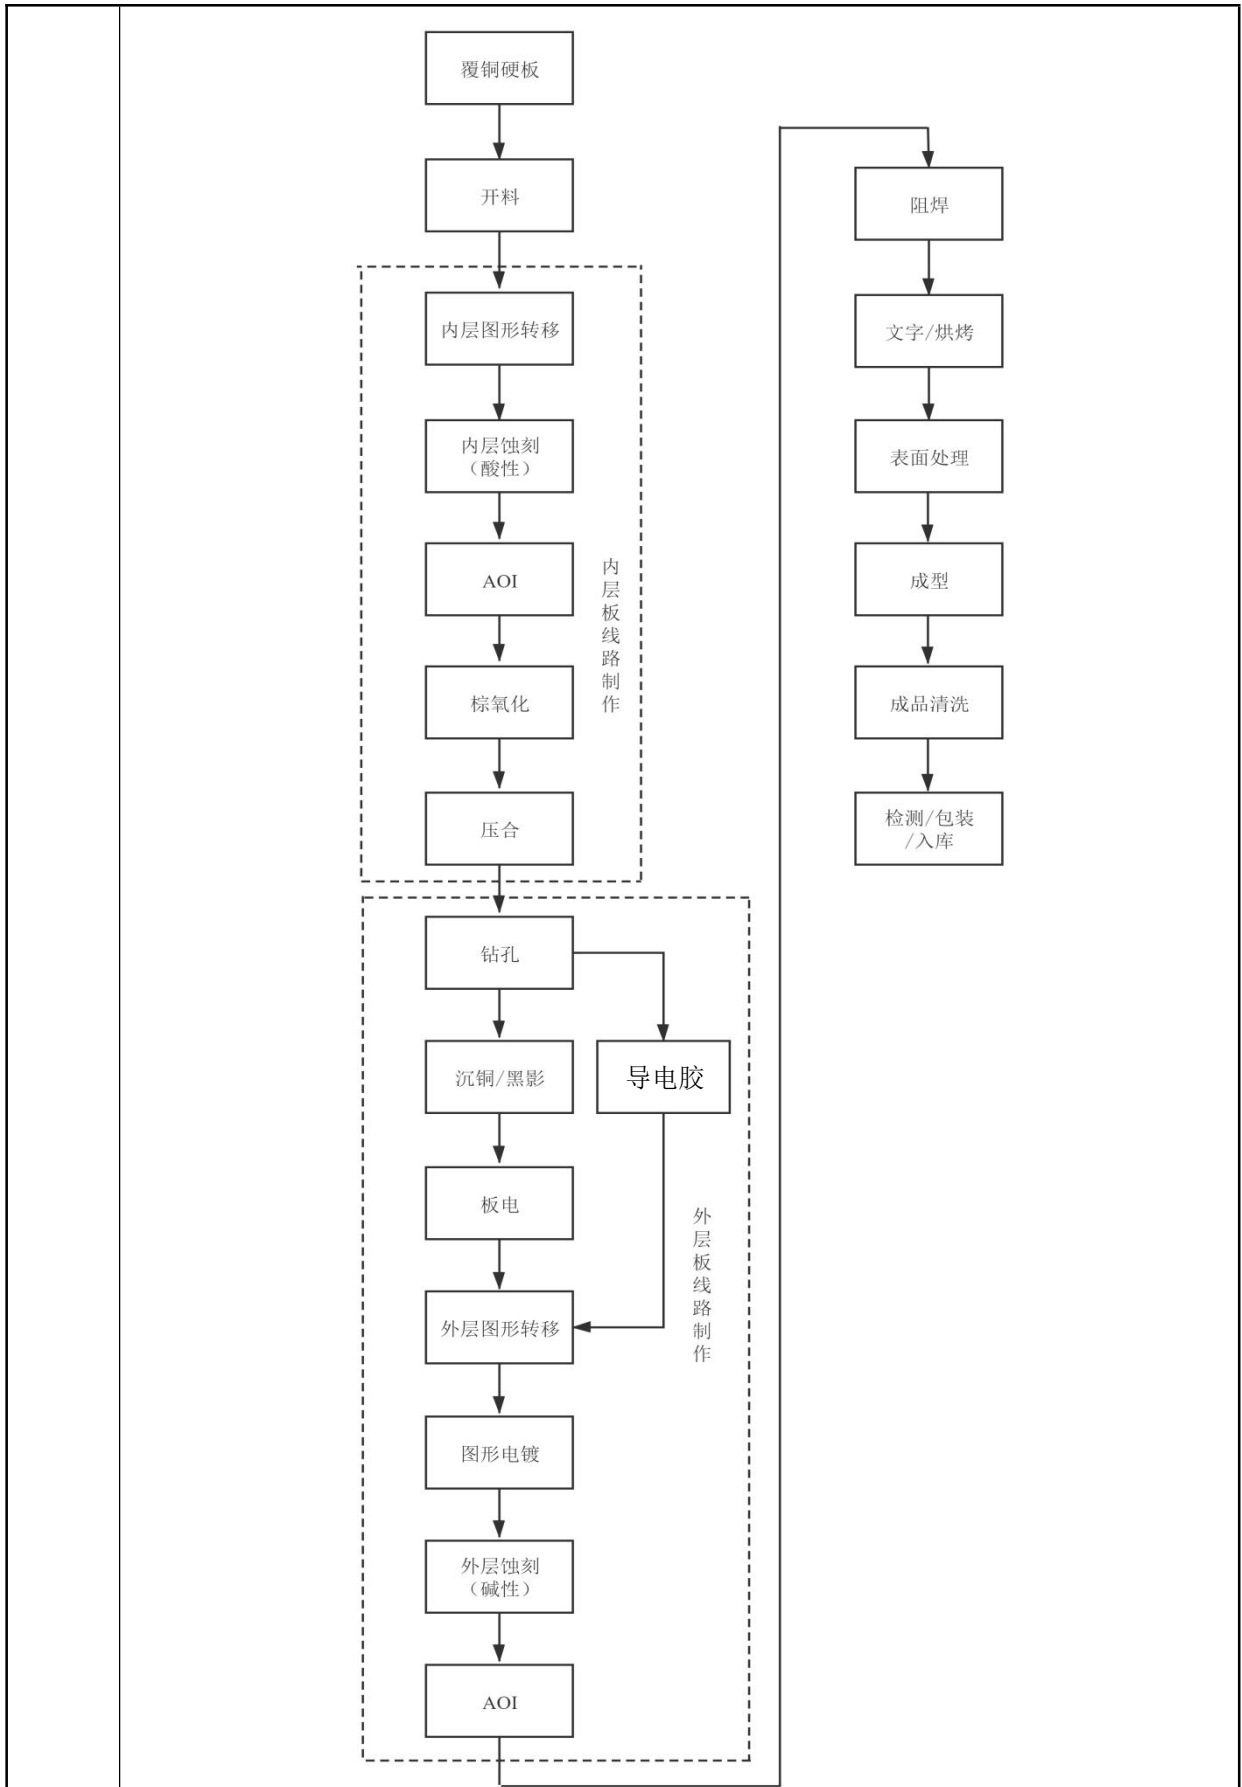 覆铜硬板
开料
内层图形转移
内层蚀刻
（酸性）
AOI
棕氧化
压合
内层板线路制作
钻孔
沉铜/黑影
导电胶
板电
外层图形转移
图形电镀
外层蚀刻
（碱性）
AOI
外层板线路制作
阻焊
文字/烘烤
表面处理
成型
成品清洗
检测/包装
/入库